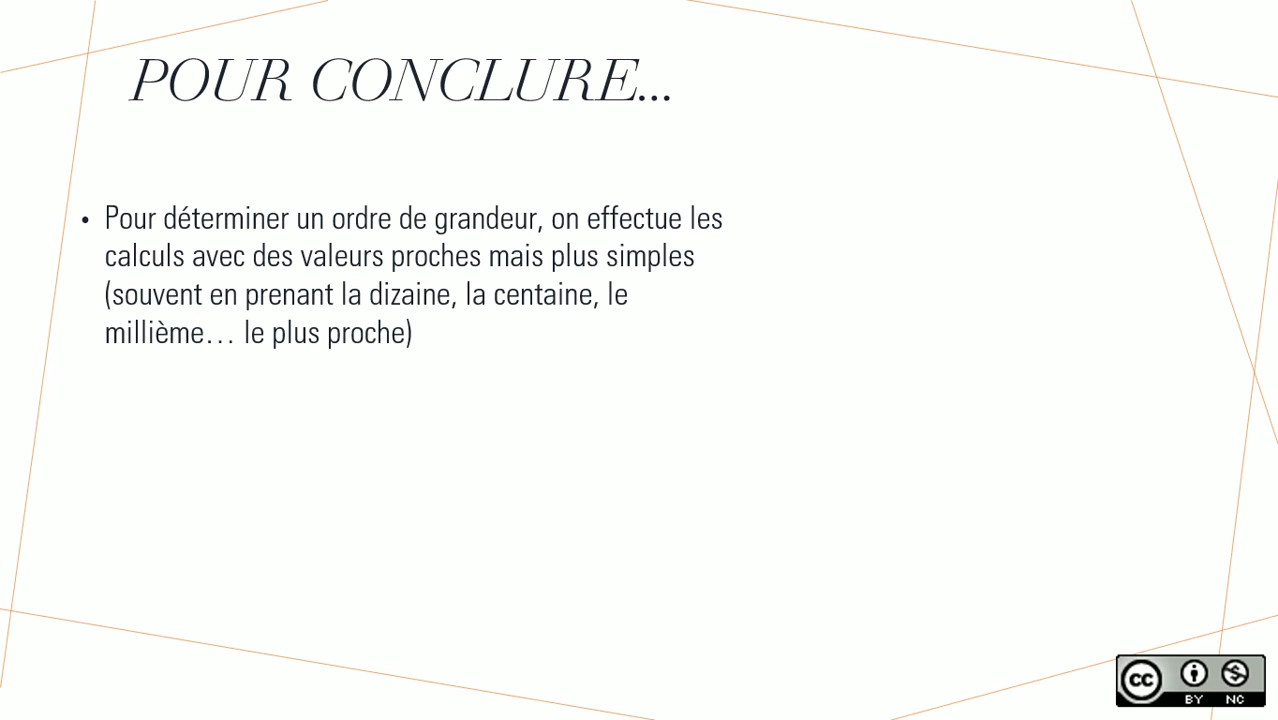 POUR CONCLURE...
• Pour déterminer un ordre de grandeur, on effectue les
calculs avec des valeurs proches mais plus simples
(souvent en prenant la dizaine, la centaine, le
millième… le plus proche)
cc
BY NC